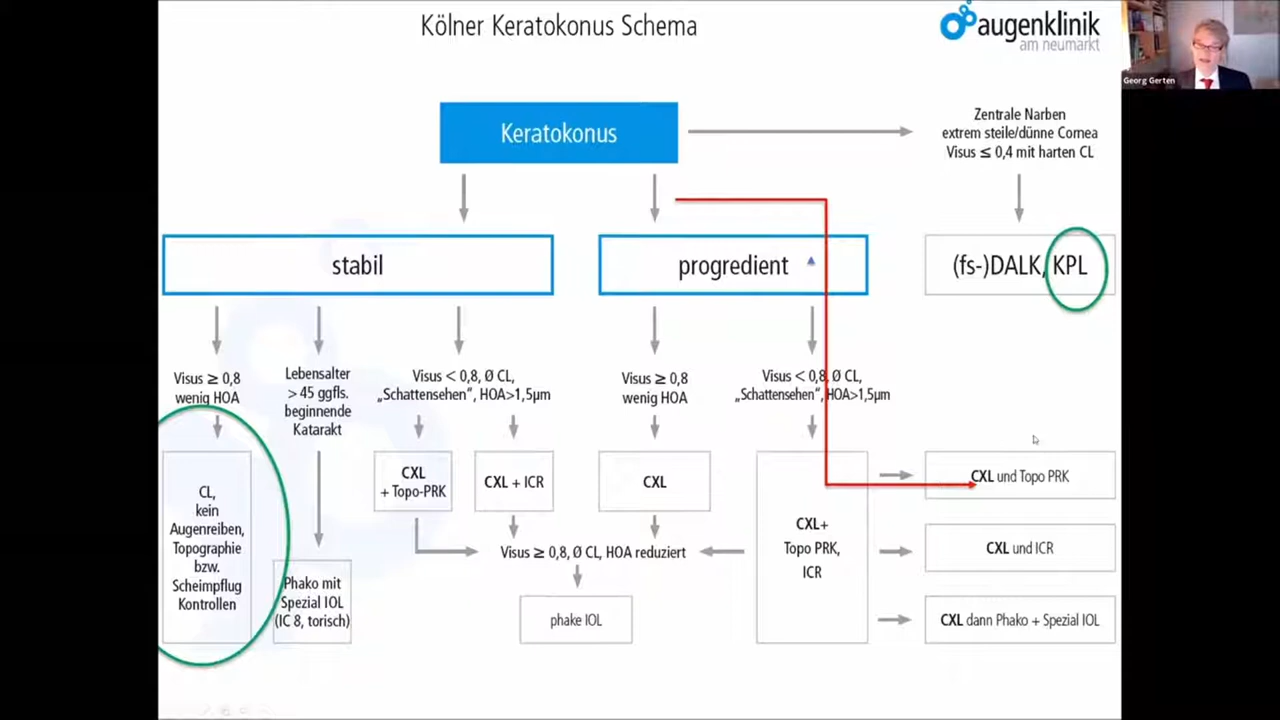 Kölner Keratokonus Schema
augenklinik
am neumarkt
Georg Gerten
Keratokonus
Zentrale Narben
extrem steile/dünne Cornea
Visus ≤ 0,4 mit harten CL
stabil
progredient
(fs-)DALK, KPL
Visus ≥ 0,8
wenig HOA
Lebensalter
> 45 ggfls.
beginnende
Katarakt
Visus < 0,8, Ø CL,
„Schattensehen“, HOA>1,5µm
Visus ≥ 0,8
wenig HOA
Visus < 0,8, Ø CL,
„Schattensehen“, HOA>1,5µm
CL,
kein
Augenreiben,
Topographie
bzw.
Scheimpflug
Kontrollen
Phako mit
Spezial IOL
(IC 8, torisch)
CXL
+ Topo-PRK
CXL + ICR
CXL
Visus ≥ 0,8, Ø CL, HOA reduziert
phake IOL
CXL+
Topo PRK,
ICR
CXL und Topo PRK
CXL und ICR
CXL dann Phako + Spezial IOL